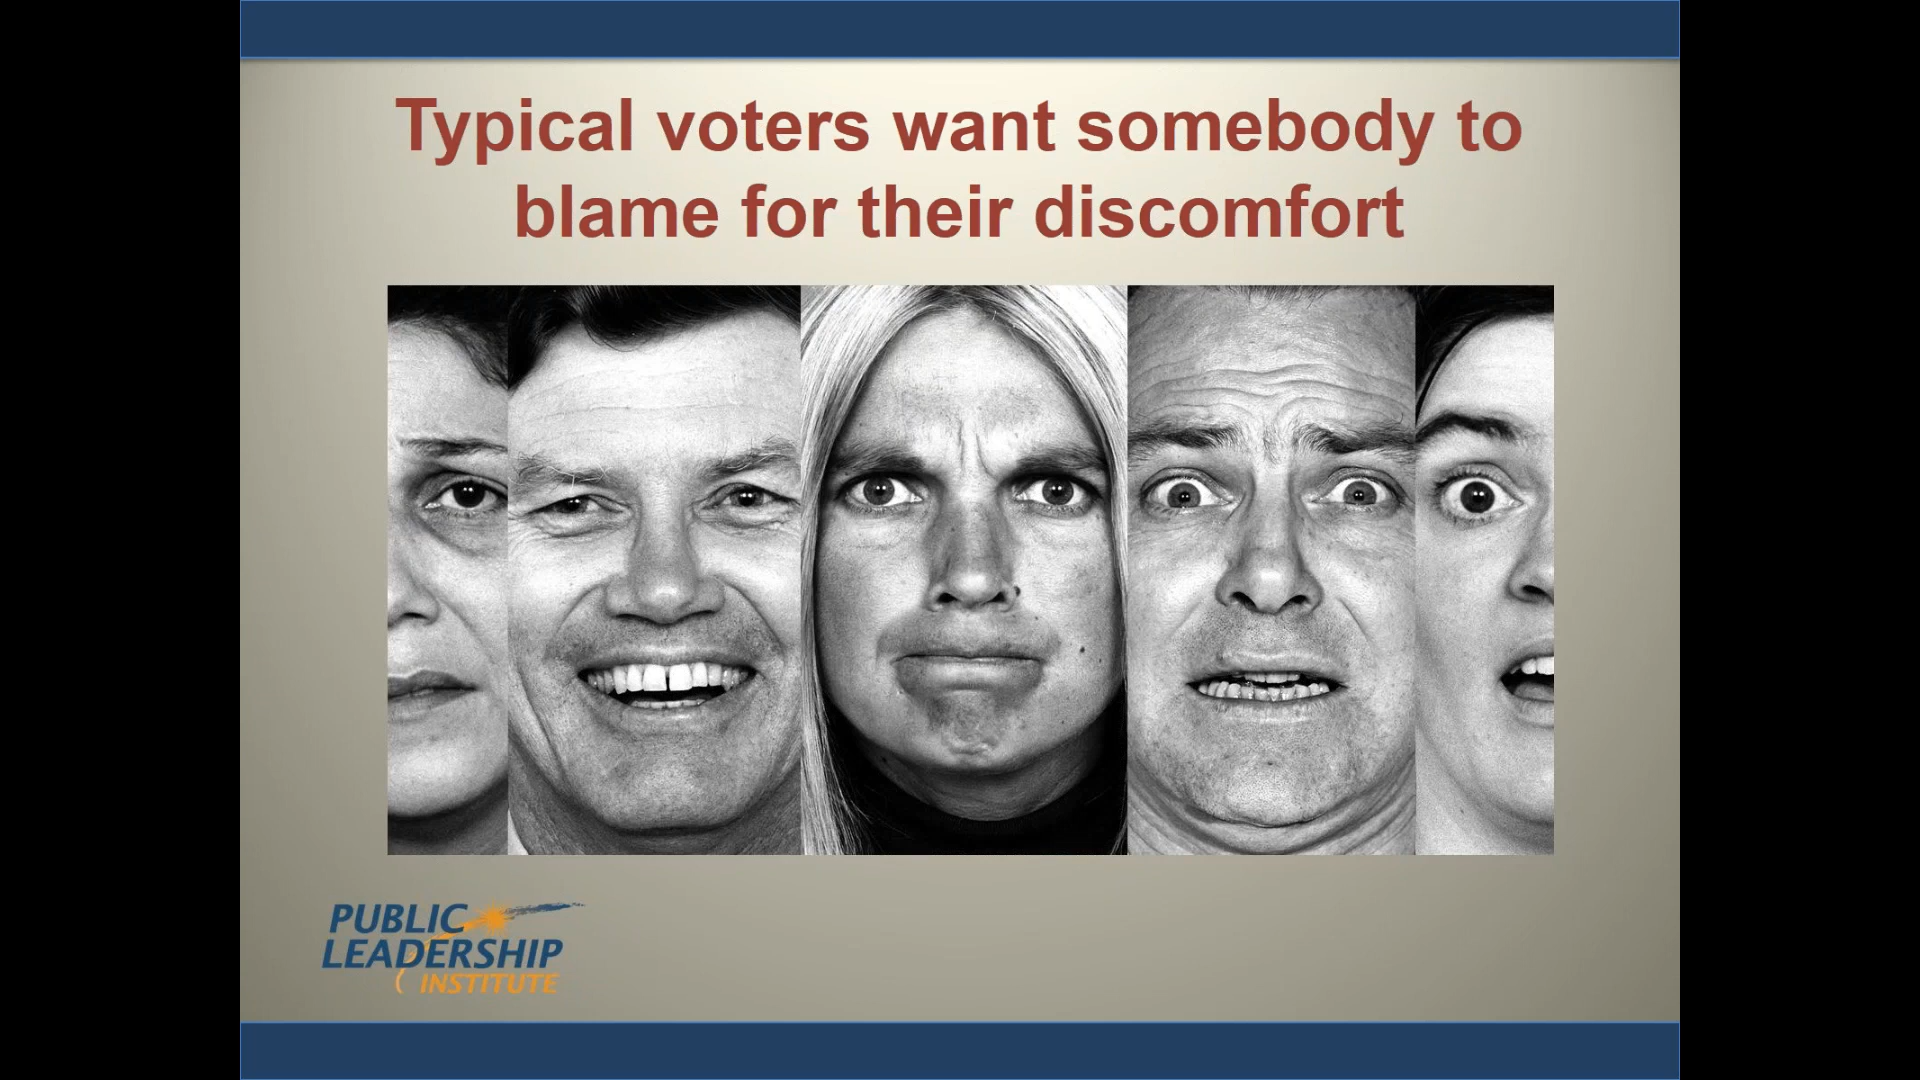 Typical voters want somebody to
blame for their discomfort
PUBLIC
LEADERSHIP
INSTITUTE